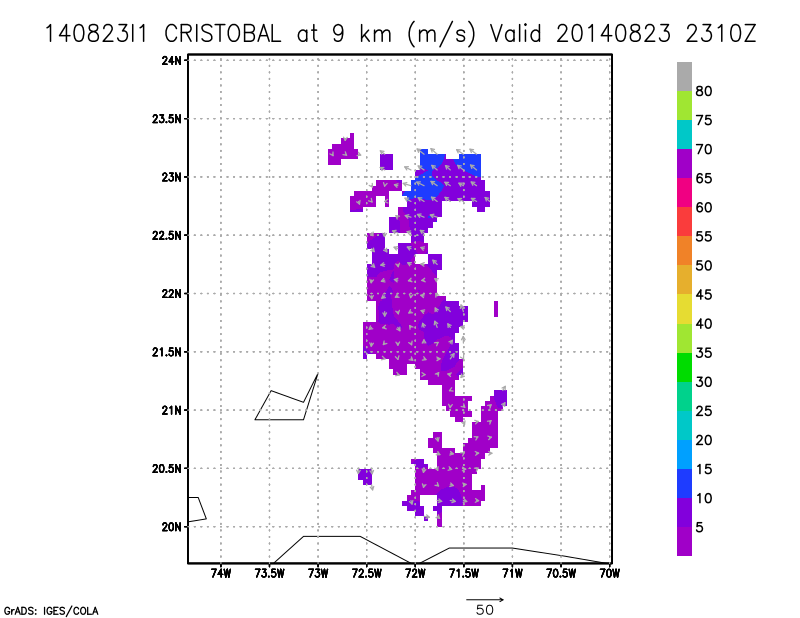 140823I1 CRISTOBAL at 9 km (m/s) Valid 20140823 2310Z
24N
23.5N
23N
22.5N
22N
21.5N
21N
20.5N
20N
74W 73.5W 73W 72.5W 72W 71.5W 71W 70.5W 70W
80
75
70
65
60
55
50
45
40
35
30
25
20
15
10
5
50
GrADS: IGES/COLA